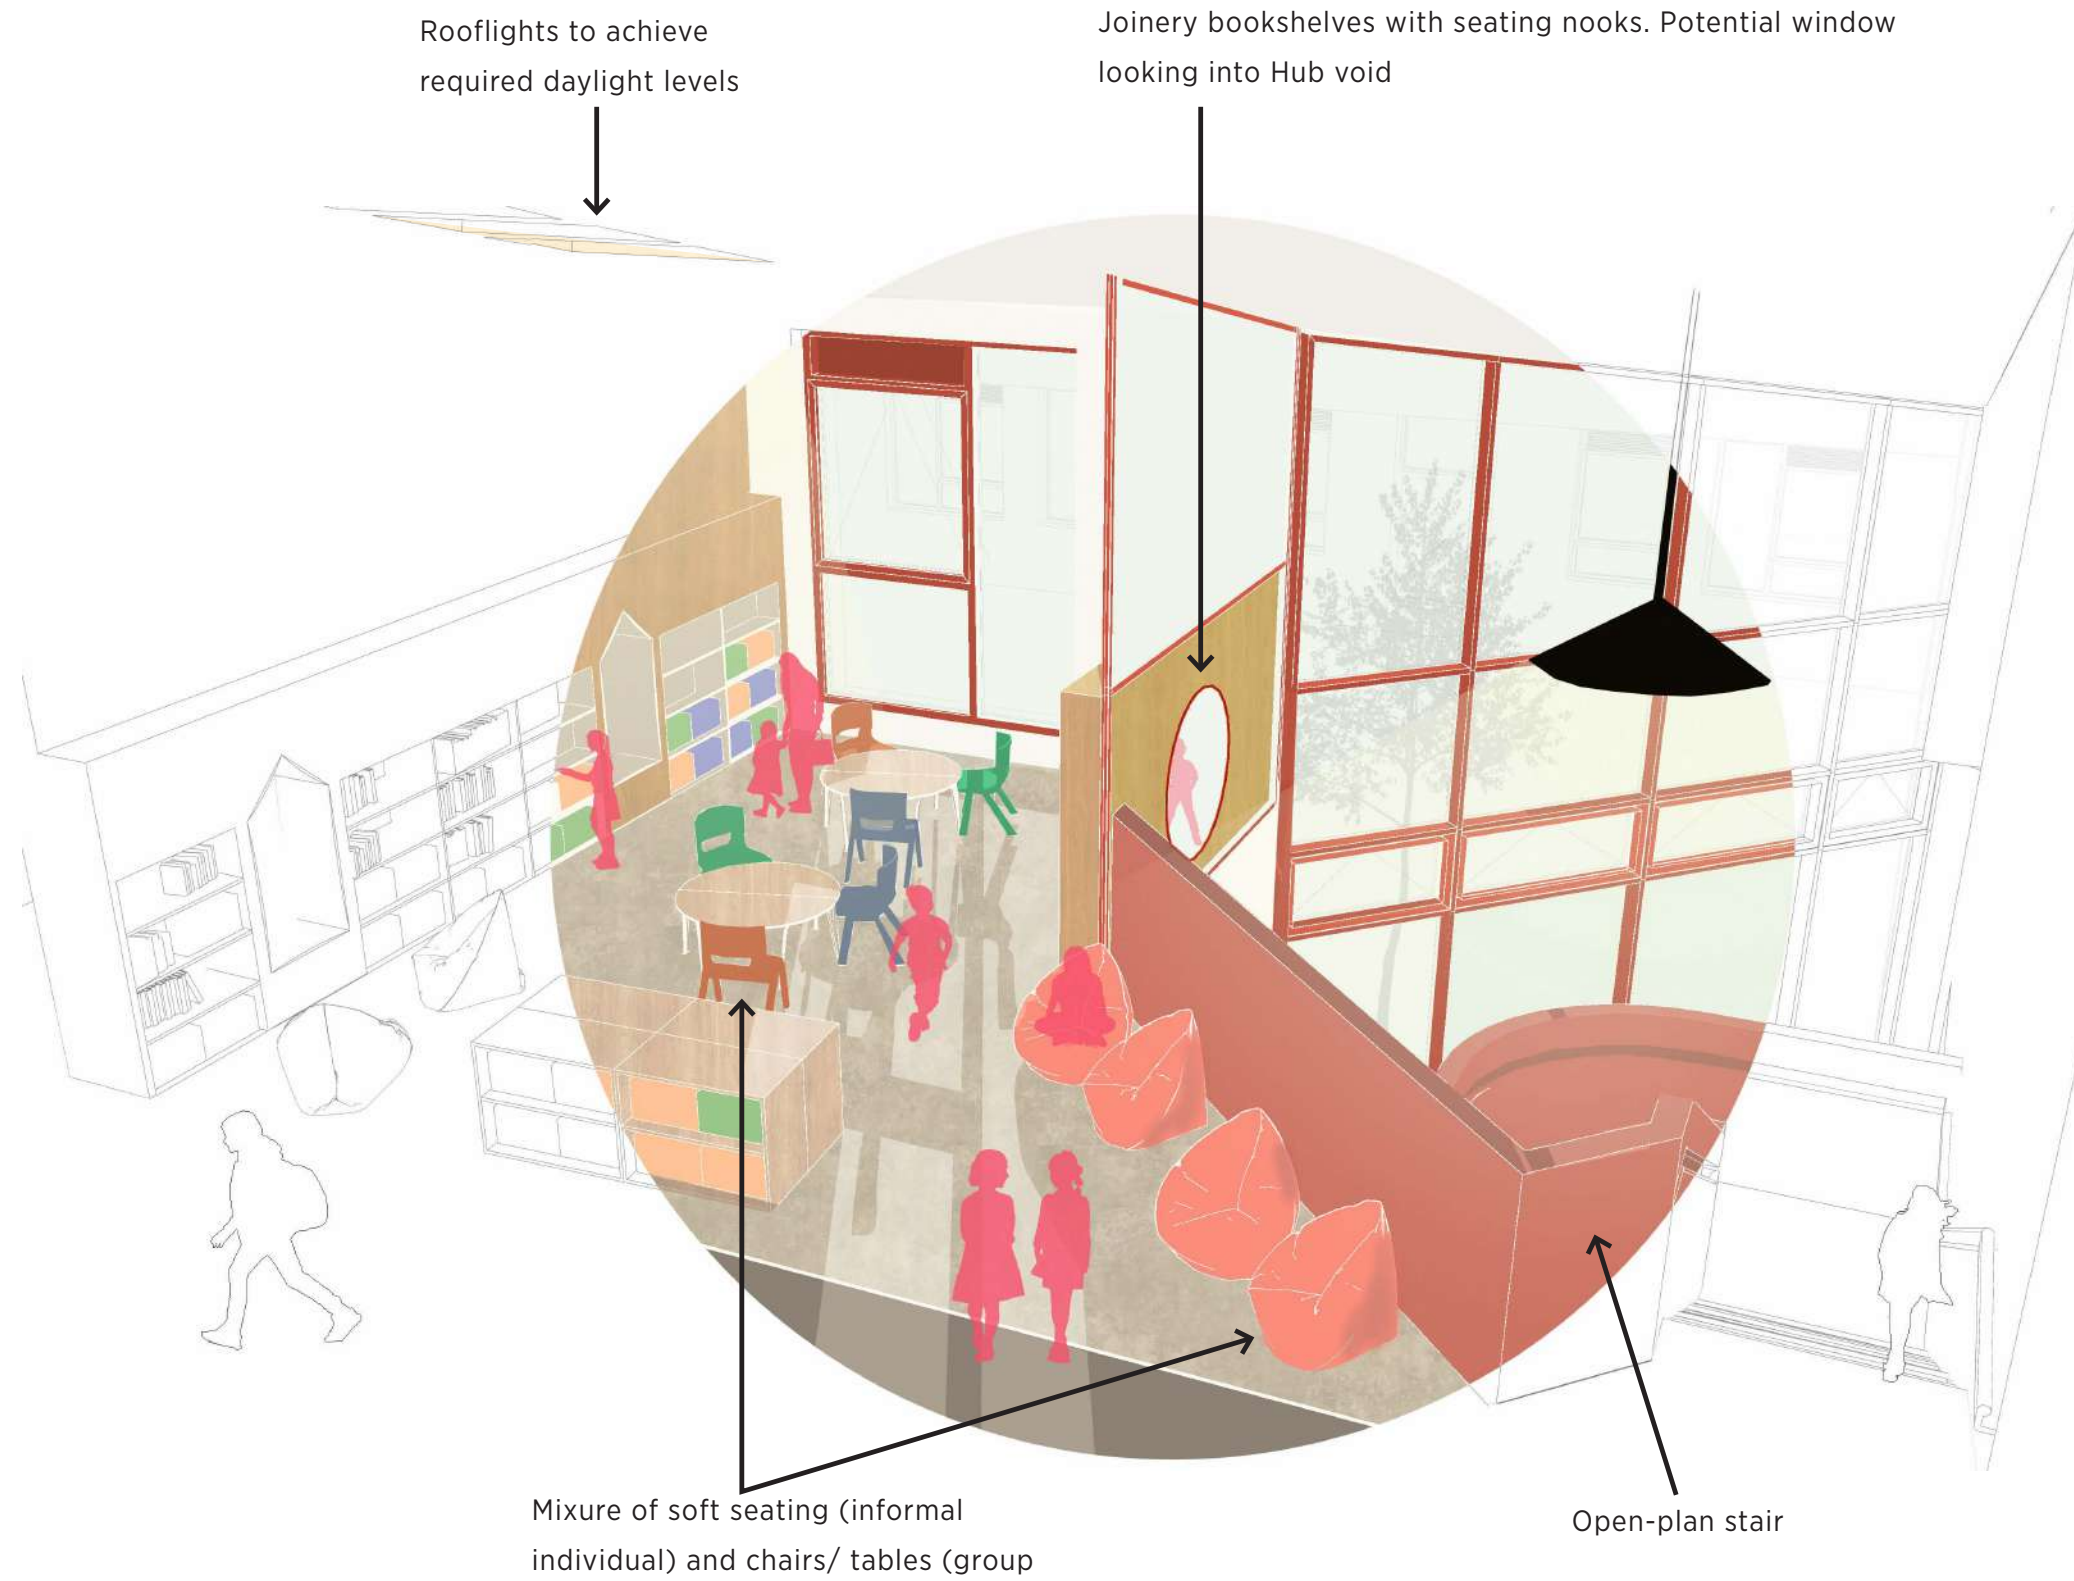 Rooflights to achieve
required daylight levels
Joinery bookshelves with seating nooks. Potential window
looking into Hub void
Mixure of soft seating (informal
individual) and chairs/ tables (group
Open-plan stair